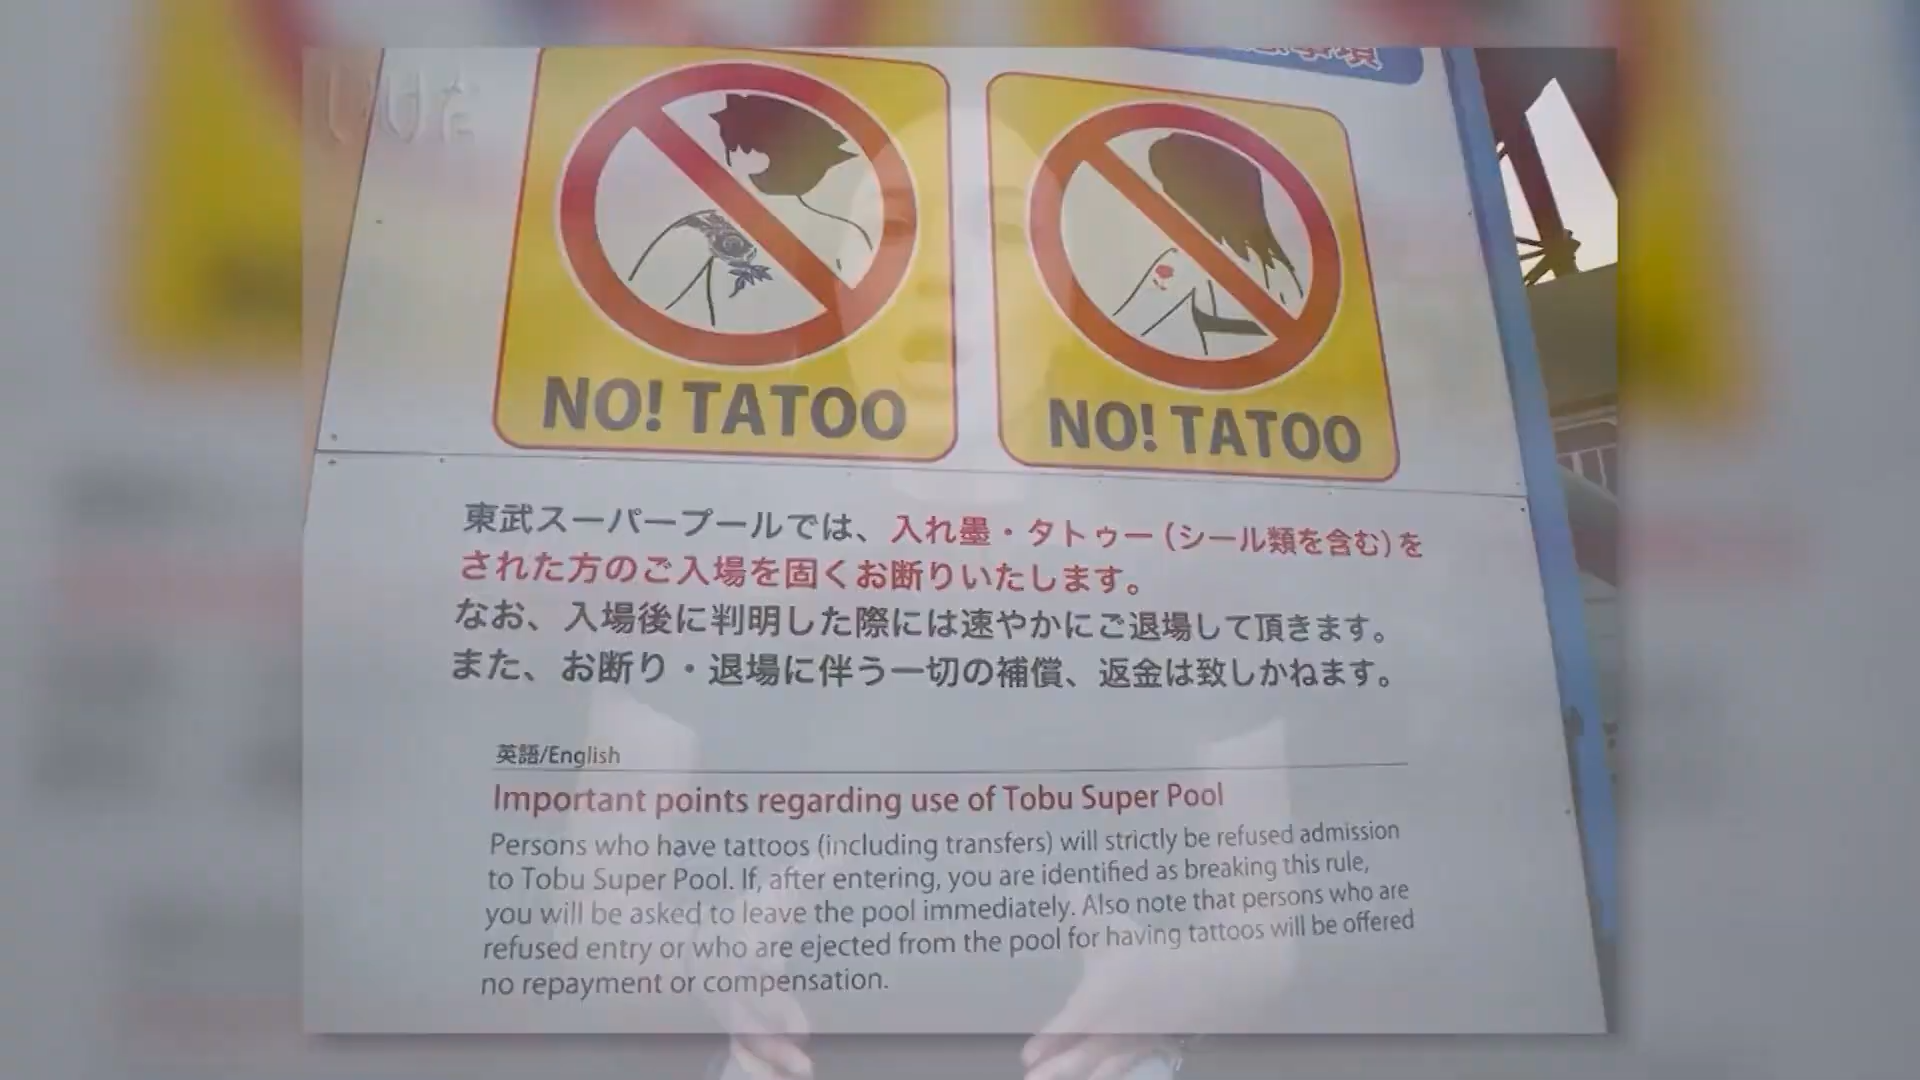 NO! TATOO
NO! TATOO
東武スーパープールでは、入れ墨・タトゥー(シール類を含む)を
された方のご入場を固くお断りいたします。
なお、入場後に判明した際には速やかにご退場して頂きます。
また、お断り・退場に伴う一切の補償、返金は致しかねます。
英語/English
Important points regarding use of Tobu Super Pool
Persons who have tattoos (including transfers) will strictly be refused admission
to Tobu Super Pool. If, after entering, you are identified as breaking this rule,
you will be asked to leave the pool immediately. Also note that persons who are
refused entry or who are ejected from the pool for having tattoos will be offered
no repayment or compensation.